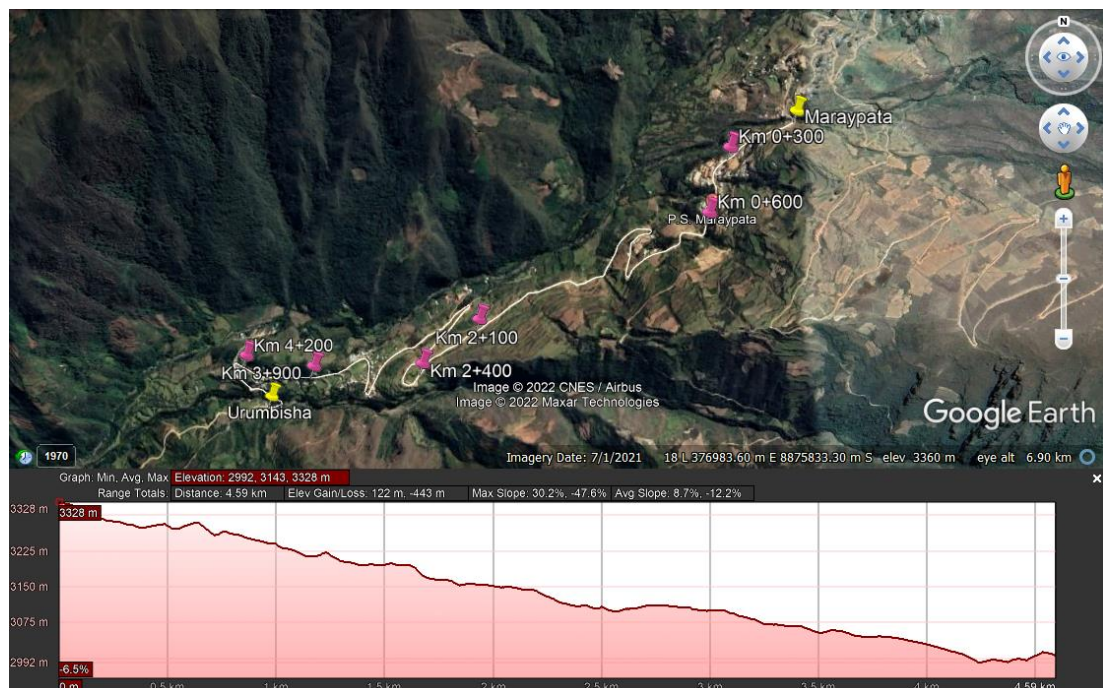 N
Maraypata
Km 0+300
Km 0+600
P.S. Maraypata
Km 2+100
Km 4+200
Km 3+900
Km 2+400
Urumbisha
Image © 2022 CNES / Airbus
Image © 2022 Maxar Technologies
Google Earth
1970
Imagery Date: 7/1/2021 18 L 376983.60 m E 8875833.30 m S elev 3360 m eye alt 6.90 km
Graph: Min, Avg, Max Elevation: 2992, 3143, 3328 m
Range Totals: Distance: 4.59 km Elev Gain/Loss: 122 m, -443 m Max Slope: 30.2%, -47.6% Avg Slope: 8.7%, -12.2%
3328 m
3328 m
3225 m
3150 m
3075 m
2992 m
-6.5%
0 m 0.5 km 1 km 1.5 km 2 km 2.5 km 3 km 3.5 km 4 km 4.59 km